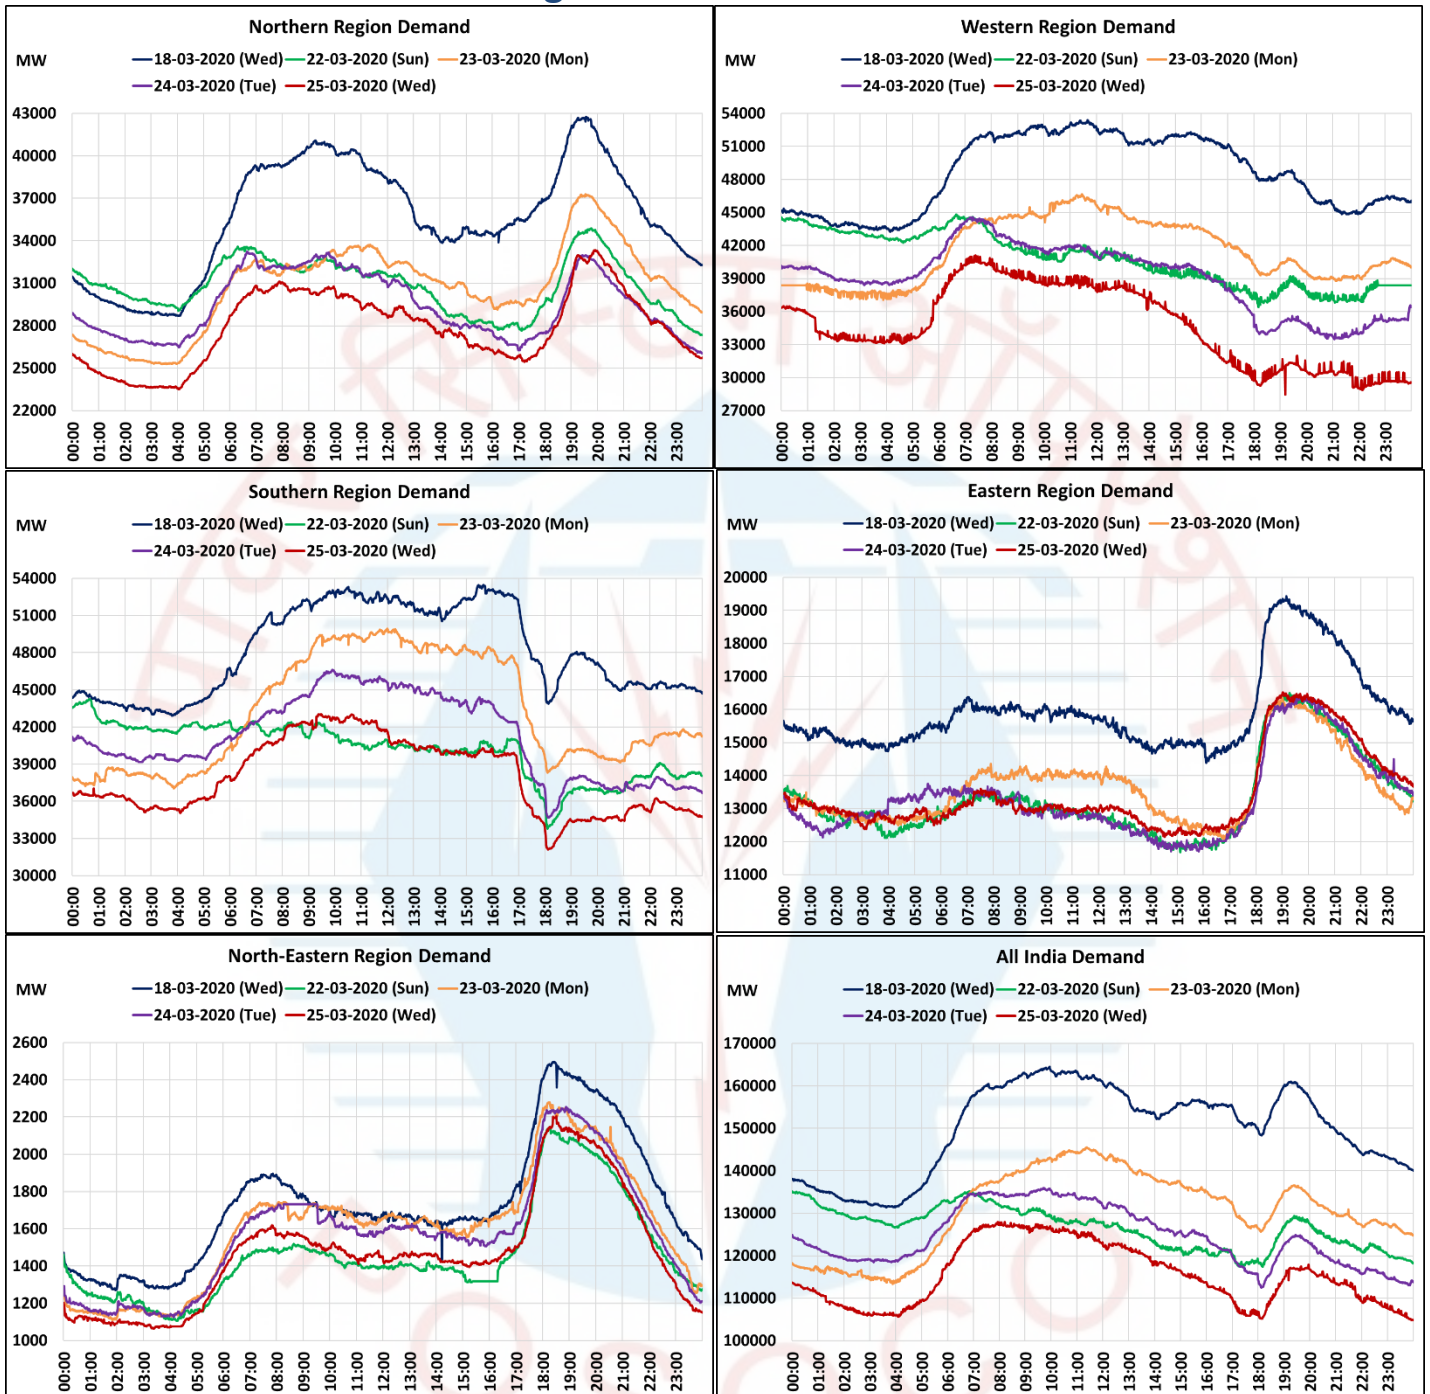 Northern Region Demand
MW
18-03-2020 (Wed) 22-03-2020 (Sun) 23-03-2020 (Mon)
24-03-2020 (Tue) 25-03-2020 (Wed)
43000
40000
37000
34000
31000
28000
25000
22000
00:00 01:00 02:00 03:00 04:00 05:00 06:00 07:00 08:00 09:00 10:00 11:00 12:00 13:00 14:00 15:00 16:00 17:00 18:00 19:00 20:00 21:00 22:00 23:00
Western Region Demand
MW
18-03-2020 (Wed) 22-03-2020 (Sun) 23-03-2020 (Mon)
24-03-2020 (Tue) 25-03-2020 (Wed)
54000
51000
48000
45000
42000
39000
36000
33000
30000
27000
00:00 01:00 02:00 03:00 04:00 05:00 06:00 07:00 08:00 09:00 10:00 11:00 12:00 13:00 14:00 15:00 16:00 17:00 18:00 19:00 20:00 21:00 22:00 23:00
Southern Region Demand
MW
18-03-2020 (Wed) 22-03-2020 (Sun) 23-03-2020 (Mon)
24-03-2020 (Tue) 25-03-2020 (Wed)
54000
51000
48000
45000
42000
39000
36000
33000
30000
00:00 01:00 02:00 03:00 04:00 05:00 06:00 07:00 08:00 09:00 10:00 11:00 12:00 13:00 14:00 15:00 16:00 17:00 18:00 19:00 20:00 21:00 22:00 23:00
Eastern Region Demand
MW
18-03-2020 (Wed) 22-03-2020 (Sun) 23-03-2020 (Mon)
24-03-2020 (Tue) 25-03-2020 (Wed)
20000
19000
18000
17000
16000
15000
14000
13000
12000
11000
00:00 01:00 02:00 03:00 04:00 05:00 06:00 07:00 08:00 09:00 10:00 11:00 12:00 13:00 14:00 15:00 16:00 17:00 18:00 19:00 20:00 21:00 22:00 23:00
North-Eastern Region Demand
MW
18-03-2020 (Wed) 22-03-2020 (Sun) 23-03-2020 (Mon)
24-03-2020 (Tue) 25-03-2020 (Wed)
2600
2400
2200
2000
1800
1600
1400
1200
1000
00:00 01:00 02:00 03:00 04:00 05:00 06:00 07:00 08:00 09:00 10:00 11:00 12:00 13:00 14:00 15:00 16:00 17:00 18:00 19:00 20:00 21:00 22:00 23:00
All India Demand
MW
18-03-2020 (Wed) 22-03-2020 (Sun) 23-03-2020 (Mon)
24-03-2020 (Tue) 25-03-2020 (Wed)
170000
160000
150000
140000
130000
120000
110000
100000
00:00 01:00 02:00 03:00 04:00 05:00 06:00 07:00 08:00 09:00 10:00 11:00 12:00 13:00 14:00 15:00 16:00 17:00 18:00 19:00 20:00 21:00 22:00 23:00